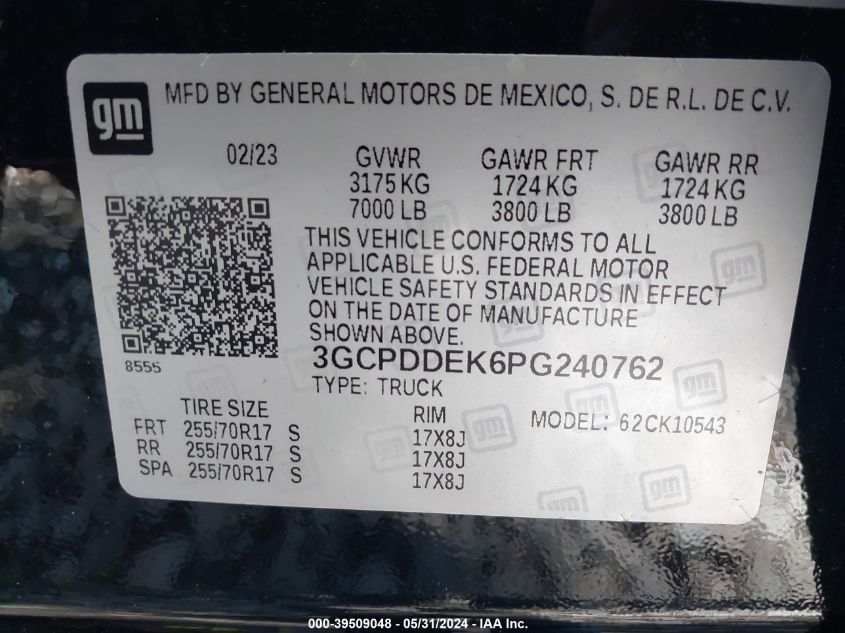 gm MFD BY GENERAL MOTORS DE MEXICO, S. DE R.L. DE C.V.
02/23 GVWR GAWR FRT GAWR RR
3175 KG 1724 KG 1724 KG
7000 LB 3800 LB 3800 LB
THIS VEHICLE CONFORMS TO ALL
APPLICABLE U.S. FEDERAL MOTOR
VEHICLE SAFETY STANDARDS IN EFFECT
ON THE DATE OF MANUFACTURE
SHOWN ABOVE.
8555 3GCPDDEK6PG240762
TYPE: TRUCK
TIRE SIZE RIM MODEL: 62CK10543
FRT 255/70R17 S 17X8J
RR 255/70R17 S 17X8J
SPA 255/70R17 S 17X8J
000-39509048 - 05/31/2024 - IAA Inc.